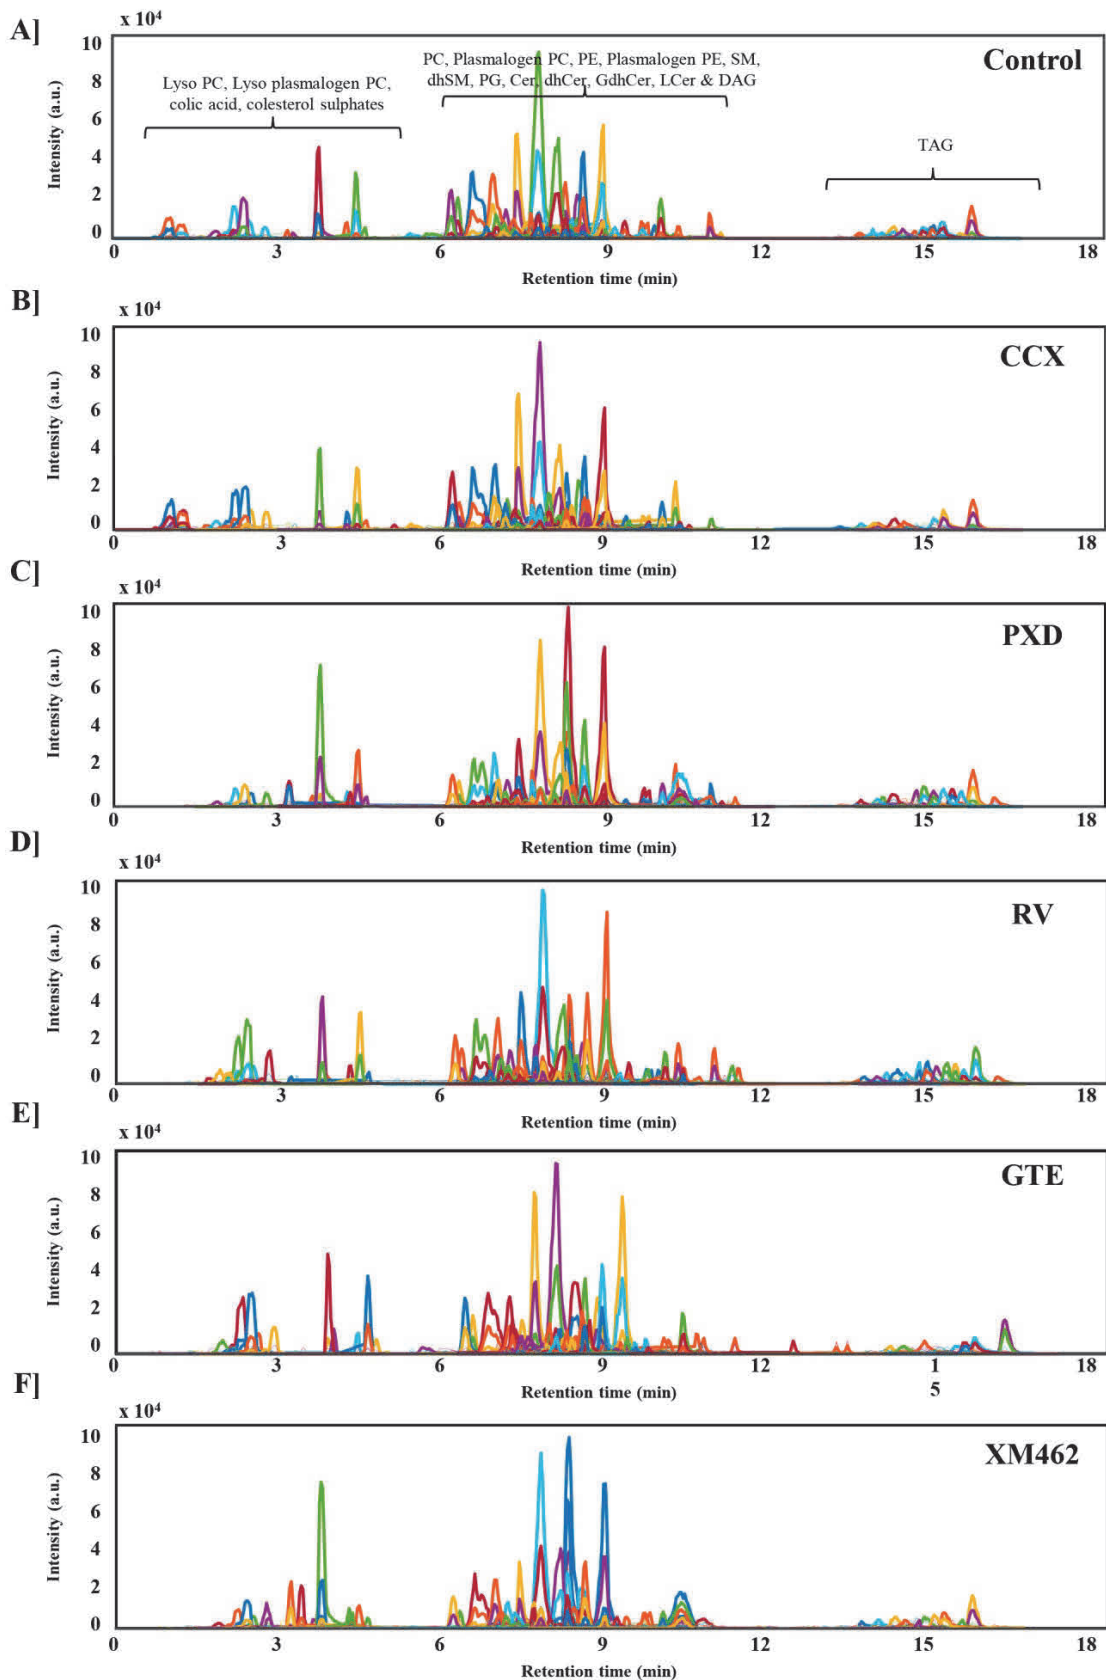 A]
x 10⁴
Control
PC, Plasmalogen PC, PE, Plasmalogen PE, SM,
dhSM, PG, Cer, dhCer, GdhCer, LCer & DAG
Lyso PC, Lyso plasmalogen PC,
colic acid, colesterol sulphates
TAG
Intensity (a.u.)
10
8
6
4
2
0
0 3 6 9 12 15 18
Retention time (min)
B]
x 10⁴
CCX
Intensity (a.u.)
10
8
6
4
2
0
0 3 6 9 12 15 18
Retention time (min)
C]
x 10⁴
PXD
Intensity (a.u.)
10
8
6
4
2
0
0 3 6 9 12 15 18
Retention time (min)
D]
x 10⁴
RV
Intensity (a.u.)
10
8
6
4
2
0
0 3 6 9 12 15 18
Retention time (min)
E]
x 10⁴
GTE
Intensity (a.u.)
10
8
6
4
2
0
0 3 6 9 12 1 18
5
Retention time (min)
F]
x 10⁴
XM462
Intensity (a.u.)
10
8
6
4
2
0
0 3 6 9 12 15 18
Retention time (min)